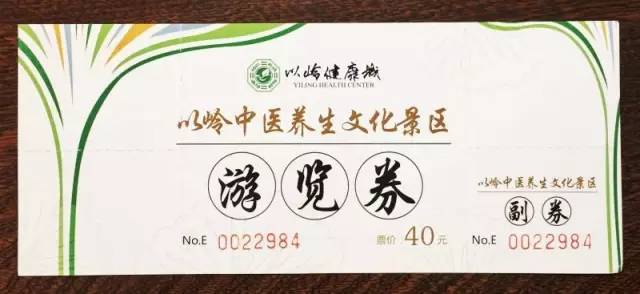 以岭健康城
YILING HEALTH CENTER
以岭中医养生文化景区
游览券
No.E 0022984 票价 40元
以岭中医养生文化景区
副券
No.E 0022984